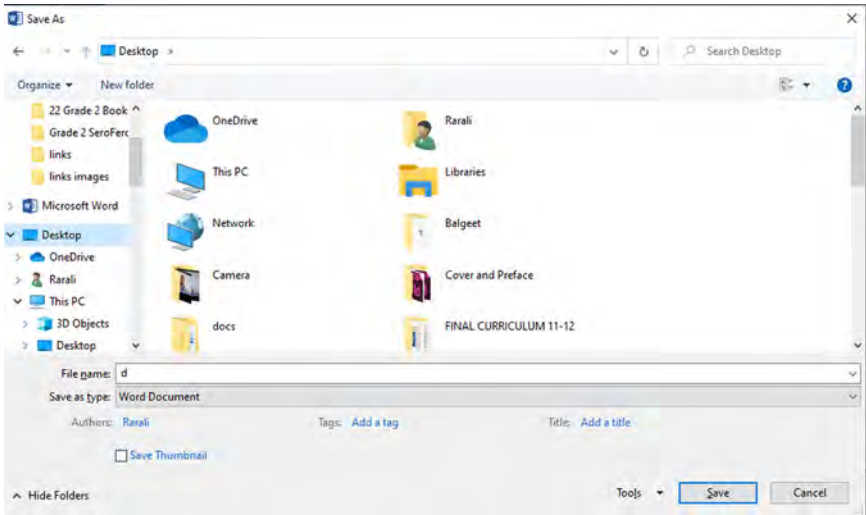 Save As
Desktop
Search Desktop
Organize
New folder
22 Grade 2 Book
Grade 2 SeroFero
links
links images
Microsoft Word
Desktop
OneDrive
Rarali
This PC
3D Objects
Desktop
OneDrive
Rarali
This PC
Libraries
Network
Balgeet
Camera
Cover and Preface
docs
FINAL CURRICULUM 11-12
File name: d
Save as type: Word Document
Authors: Rarali
Tags: Add a tag
Title: Add a title
Save Thumbnail
Hide Folders
Tools
Save
Cancel